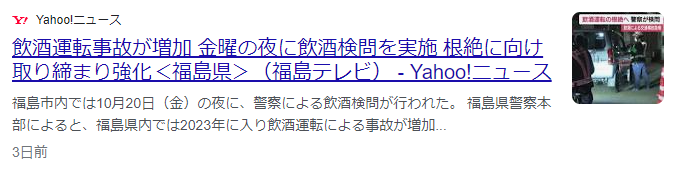 Yahoo!ニュース
飲酒運転事故が増加 金曜の夜に飲酒検問を実施 根絶に向け
取り締まり強化＜福島県＞（福島テレビ） - Yahoo!ニュース
福島市内では10月20日（金）の夜に、警察による飲酒検問が行われた。 福島県警察本
部によると、福島県内では2023年に入り飲酒運転による事故が増加...
3日前
飲酒運転の根絶へ 警察が検問